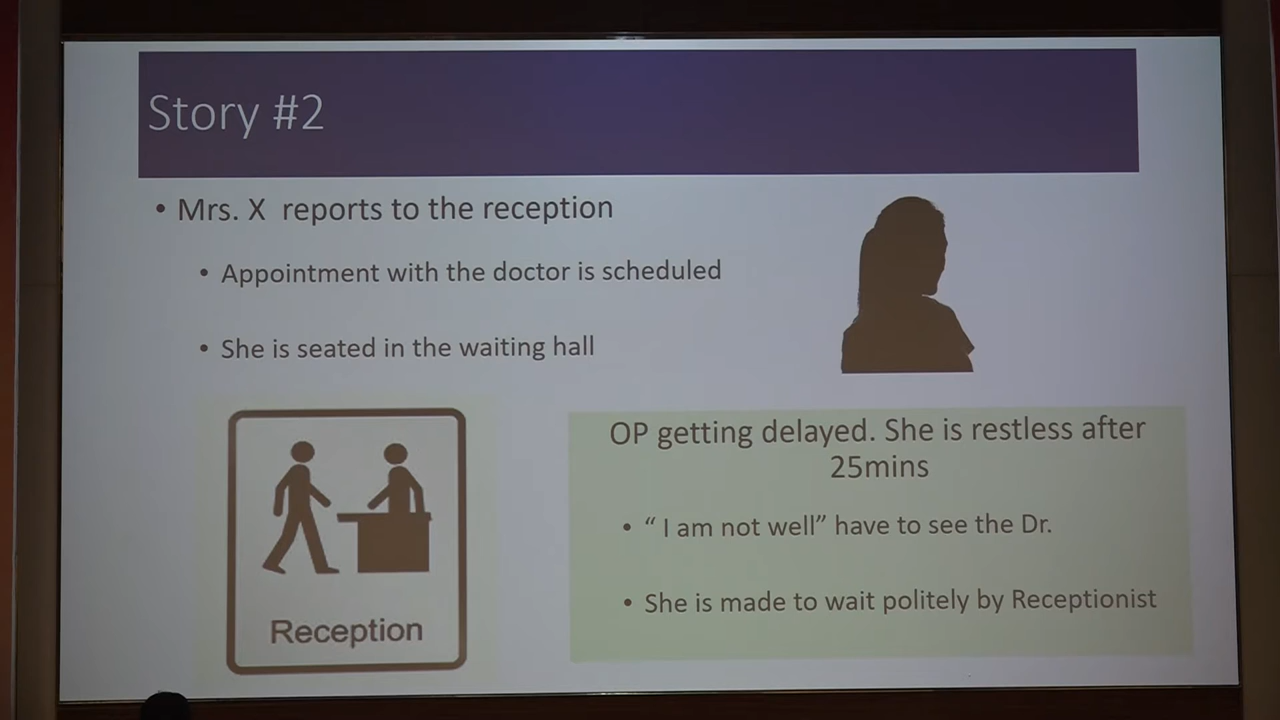 Story #2
• Mrs. X reports to the reception
• Appointment with the doctor is scheduled
• She is seated in the waiting hall
Reception
OP getting delayed. She is restless after
25mins
• “ I am not well” have to see the Dr.
• She is made to wait politely by Receptionist